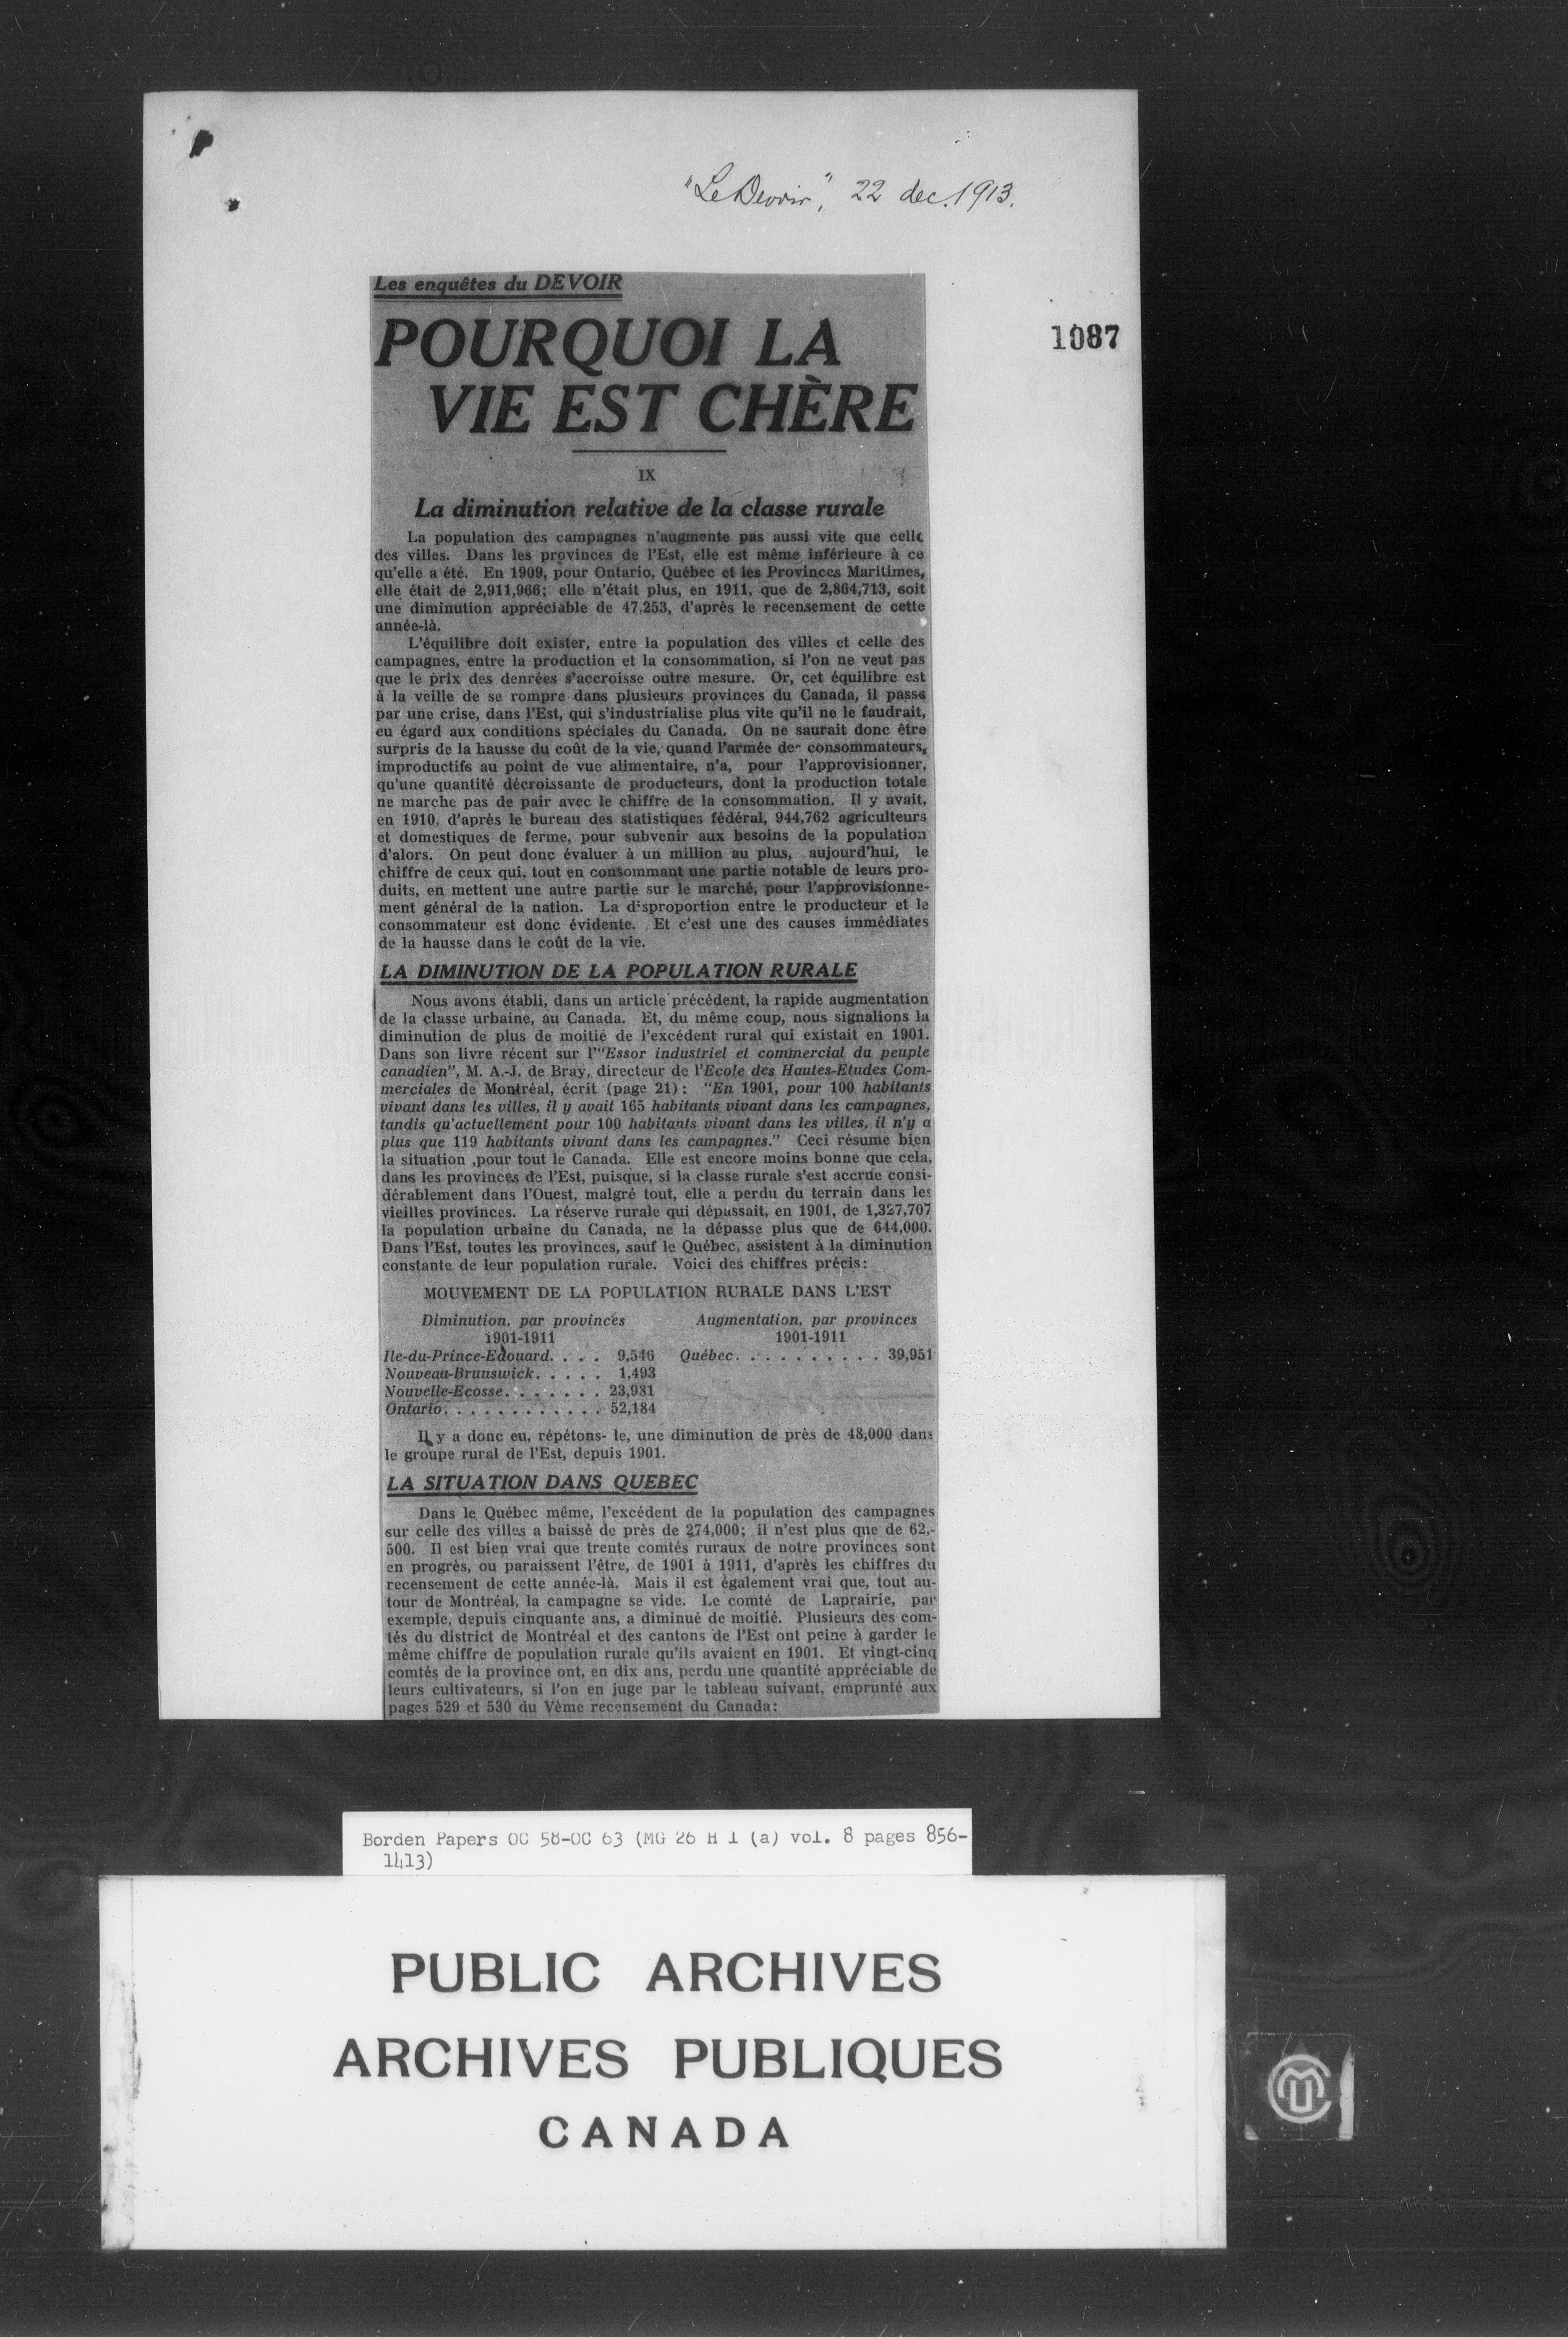 "Le Devoir", 22 dec. 1913.
1087
Les enquêtes du DEVOIR
POURQUOI LA
VIE EST CHÈRE
IX
La diminution relative de la classe rurale
La population des campagnes n'augmente pas aussi vite que celle
des villes. Dans les provinces de l'Est, elle est même inférieure à ce
qu'elle a été. En 1909, pour Ontario, Québec et les Provinces Maritimes,
elle était de 2,911,966; elle n'était plus, en 1911, que de 2,864,713, soit
une diminution appréciable de 47,253, d'après le recensement de cette
année-là.
L'équilibre doit exister, entre la population des villes et celle des
campagnes, entre la production et la consommation, si l'on ne veut pas
que le prix des denrées s'accroisse outre mesure. Or, cet équilibre est
à la veille de se rompre dans plusieurs provinces du Canada, il passe
par une crise, dans l'Est, qui s'industrialise plus vite qu'il ne le faudrait,
eu égard aux conditions spéciales du Canada. On ne saurait donc être
surpris de la hausse du coût de la vie, quand l'armée des consommateurs,
improductifs au point de vue alimentaire, n'a, pour l'approvisionner,
qu'une quantité décroissante de producteurs, dont la production totale
ne marche pas de pair avec le chiffre de la consommation. Il y avait,
en 1910, d'après le bureau des statistiques fédéral, 944,762 agriculteurs
et domestiques de ferme, pour subvenir aux besoins de la population
d'alors. On peut donc évaluer à un million au plus, aujourd'hui, le
chiffre de ceux qui, tout en consommant une partie notable de leurs pro-
duits, en mettent une autre partie sur le marché, pour l'approvisionne-
ment général de la nation. La disproportion entre le producteur et le
consommateur est donc évidente. Et c'est une des causes immédiates
de la hausse dans le coût de la vie.
LA DIMINUTION DE LA POPULATION RURALE
Nous avons établi, dans un article précédent, la rapide augmentation
de la classe urbaine, au Canada. Et, du même coup, nous signalions la
diminution de plus de moitié de l'excédent rural qui existait en 1901.
Dans son livre récent sur l'"Essor industriel et commercial du peuple
canadien", M. A.-J. de Bray, directeur de l'Ecole des Hautes-Etudes Com-
merciales de Montréal, écrit (page 21): "En 1901, pour 100 habitants
vivant dans les villes, il y avait 165 habitants vivant dans les campagnes,
tandis qu'actuellement pour 100 habitants vivant dans les villes, il n'y a
plus que 119 habitants vivant dans les campagnes." Ceci résume bien
la situation ,pour tout le Canada. Elle est encore moins bonne que cela,
dans les provinces de l'Est, puisque, si la classe rurale s'est accrue consi-
dérablement dans l'Ouest, malgré tout, elle a perdu du terrain dans les
vieilles provinces. La réserve rurale qui dépassait, en 1901, de 1,327,707
la population urbaine du Canada, ne la dépasse plus que de 644,000.
Dans l'Est, toutes les provinces, sauf le Québec, assistent à la diminution
constante de leur population rurale. Voici des chiffres précis:
MOUVEMENT DE LA POPULATION RURALE DANS L'EST
Diminution, par provinces Augmentation, par provinces
1901-1911 1901-1911
Ile-du-Prince-Edouard. . . . 9,546 Québec. . . . . . . . . . . 39,951
Nouveau-Brunswick. . . . . 1,493
Nouvelle-Ecosse. . . . . . . 23,931
Ontario. . . . . . . . . . . . 52,184
Il y a donc eu, répétons- le, une diminution de près de 48,000 dans
le groupe rural de l'Est, depuis 1901.
LA SITUATION DANS QUEBEC
Dans le Québec même, l'excédent de la population des campagnes
sur celle des villes a baissé de près de 274,000; il n'est plus que de 62,-
500. Il est bien vrai que trente comtés ruraux de notre provinces sont
en progrès, ou paraissent l'être, de 1901 à 1911, d'après les chiffres du
recensement de cette année-là. Mais il est également vrai que, tout au-
tour de Montréal, la campagne se vide. Le comté de Laprairie, par
exemple, depuis cinquante ans, a diminué de moitié. Plusieurs des com-
tés du district de Montréal et des cantons de l'Est ont peine à garder le
même chiffre de population rurale qu'ils avaient en 1901. Et vingt-cinq
comtés de la province ont, en dix ans, perdu une quantité appréciable de
leurs cultivateurs, si l'on en juge par le tableau suivant, emprunté aux
pages 529 et 530 du Vème recensement du Canada:
Borden Papers OC 58-OC 63 (MG 26 H 1 (a) vol. 8 pages 856-
1413)
PUBLIC ARCHIVES
ARCHIVES PUBLIQUES
CANADA